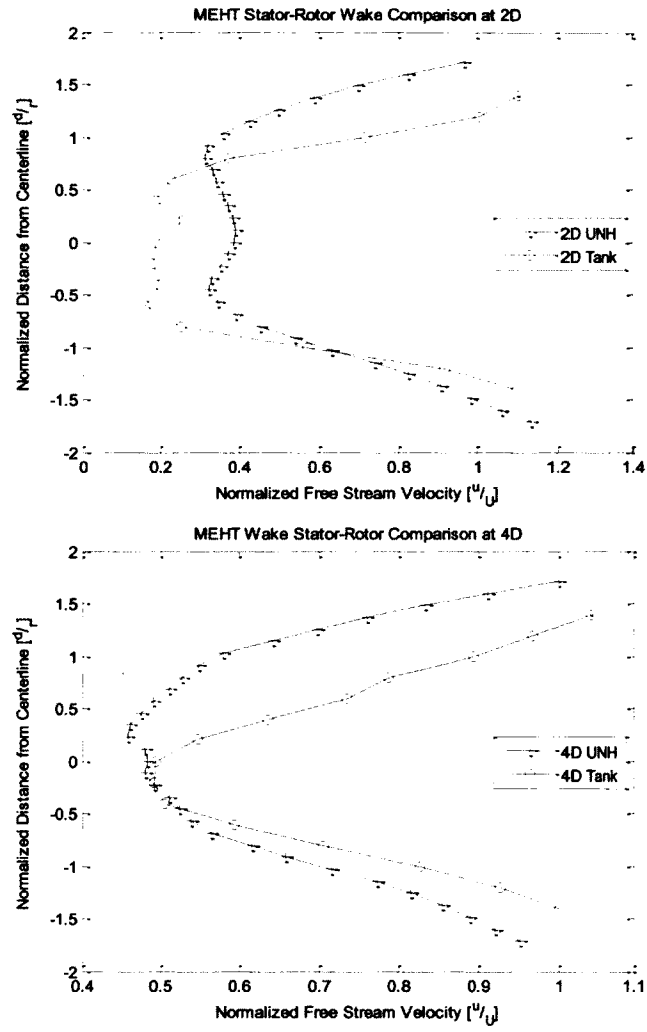 MEHT Stator-Rotor Wake Comparison at 2D
Normalized Distance from Centerline [d/r]
2
1.5
1
0.5
0
-0.5
-1
-1.5
-2
2D UNH
2D Tank
0 0.2 0.4 0.6 0.8 1 1.2 1.4
Normalized Free Stream Velocity [u/U]
MEHT Wake Stator-Rotor Comparison at 4D
Normalized Distance from Centerline [d/r]
2
1.5
1
0.5
0
-0.5
-1
-1.5
-2
4D UNH
4D Tank
0.4 0.5 0.6 0.7 0.8 0.9 1 1.1
Normalized Free Stream Velocity [u/U]